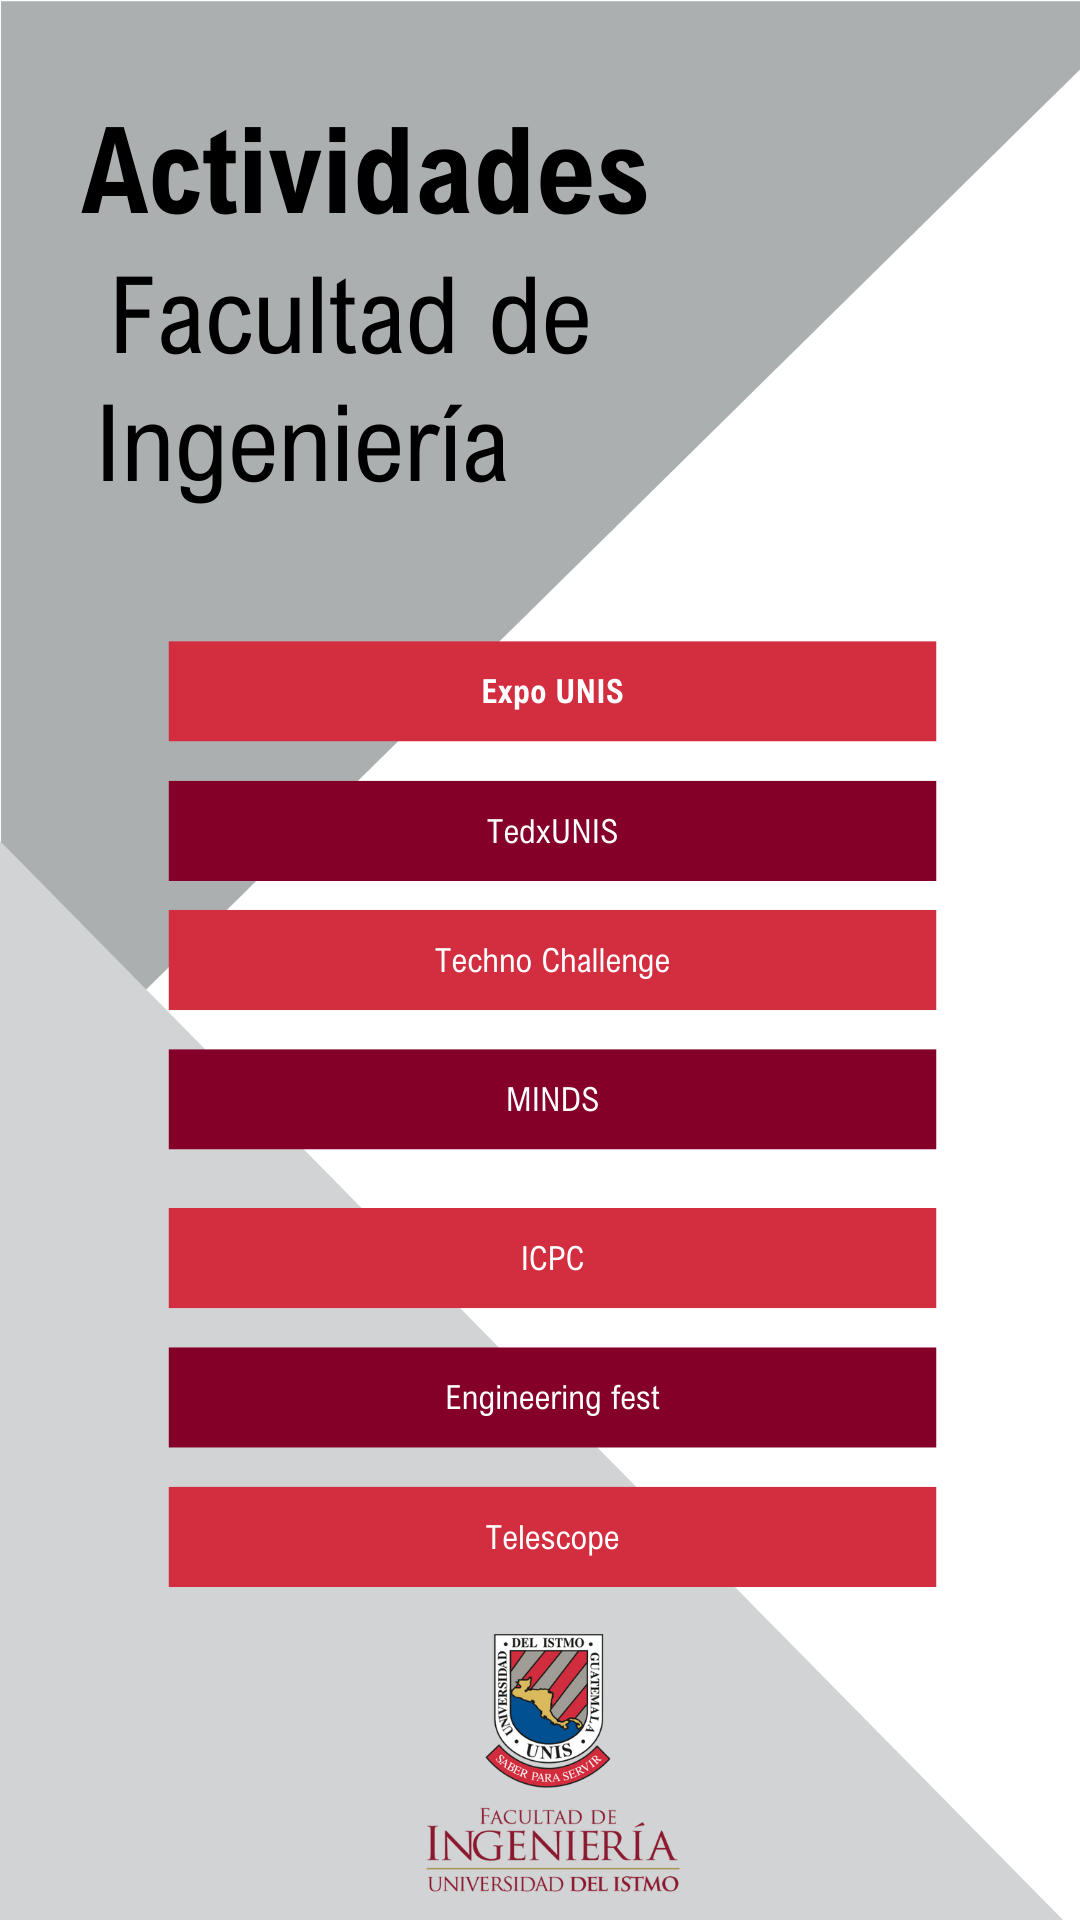 Actividades
Facultad de
Ingeniería
Expo UNIS
TedxUNIS
Techno Challenge
MINDS
ICPC
Engineering fest
Telescope
UNIVERSIDAD • DEL ISTMO • GUATEMALA
• UNIS •
SABER PARA SERVIR
FACULTAD DE
INGENIERÍA
UNIVERSIDAD DEL ISTMO